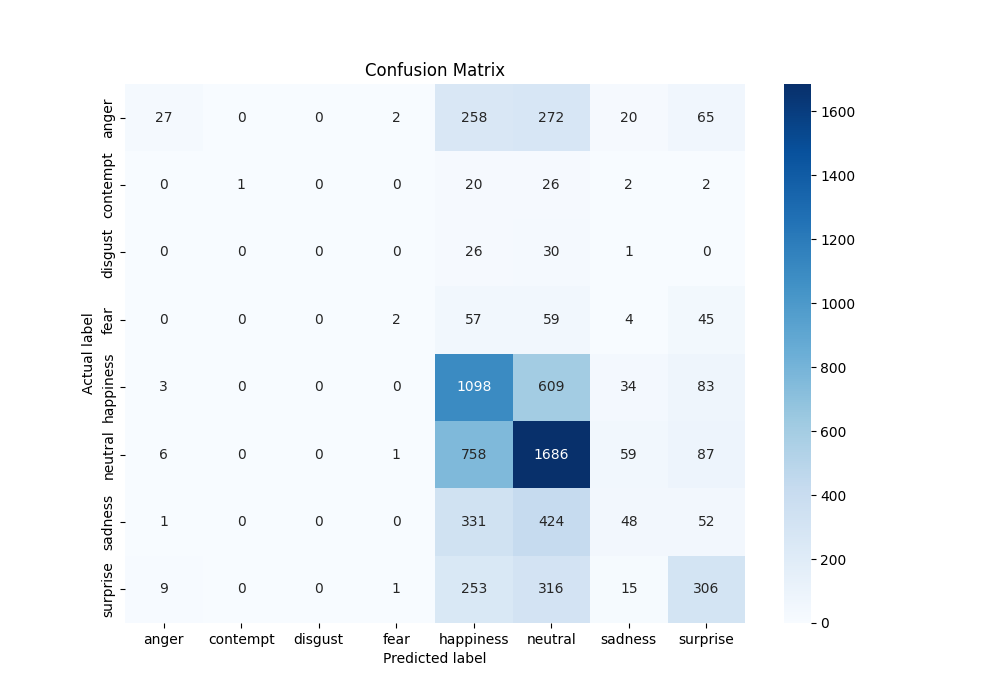 Confusion Matrix
Actual label
anger 27 0 0 2 258 272 20 65
contempt 0 1 0 0 20 26 2 2
disgust 0 0 0 0 26 30 1 0
fear 0 0 0 2 57 59 4 45
happiness 3 0 0 0 1098 609 34 83
neutral 6 0 0 1 758 1686 59 87
sadness 1 0 0 0 331 424 48 52
surprise 9 0 0 1 253 316 15 306
anger contempt disgust fear happiness neutral sadness surprise
Predicted label
1600
1400
1200
1000
800
600
400
200
0